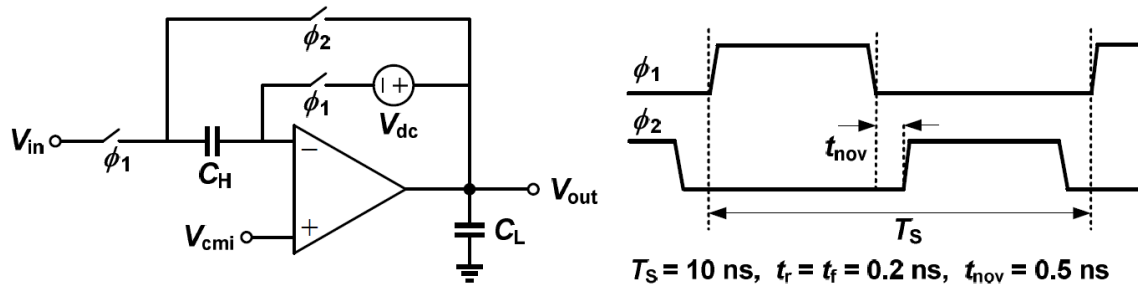 ϕ2
ϕ1
Vdc
Vin
ϕ1
CH
−
+
Vcmi
Vout
CL
ϕ1
ϕ2
tnov
TS
TS = 10 ns, tr = tf = 0.2 ns, tnov = 0.5 ns